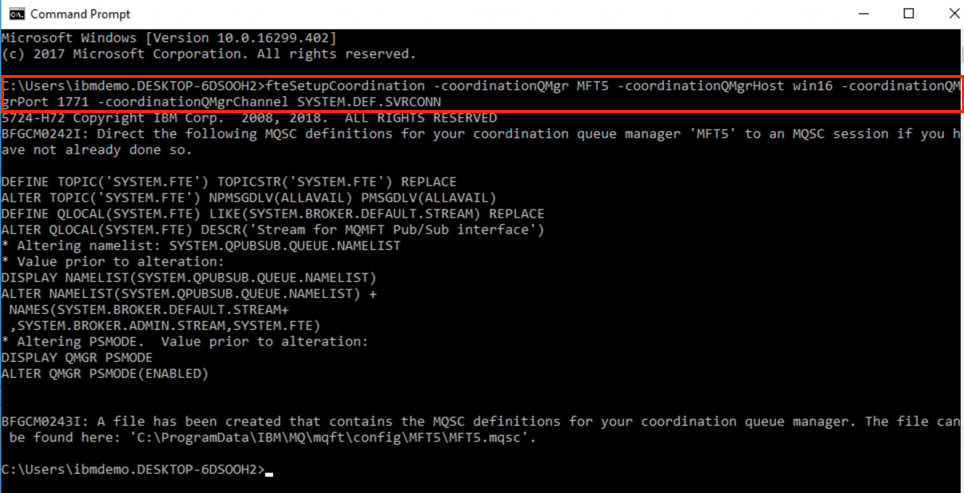 Command Prompt
Microsoft Windows [Version 10.0.16299.402]
(c) 2017 Microsoft Corporation. All rights reserved.
C:\Users\ibmdemo.DESKTOP-6DSOOH2>fteSetupCoordination -coordinationQMgr MFT5 -coordinationQMgrHost win16 -coordinationQM
grPort 1771 -coordinationQMgrChannel SYSTEM.DEF.SVRCONN
5724-H72 Copyright IBM Corp.  2008, 2018.  ALL RIGHTS RESERVED
BFGCM0242I: Direct the following MQSC definitions for your coordination queue manager 'MFT5' to an MQSC session if you h
ave not already done so.
DEFINE TOPIC('SYSTEM.FTE') TOPICSTR('SYSTEM.FTE') REPLACE
ALTER TOPIC('SYSTEM.FTE') NPMSGDLV(ALLAVAIL) PMSGDLV(ALLAVAIL)
DEFINE QLOCAL(SYSTEM.FTE) LIKE(SYSTEM.BROKER.DEFAULT.STREAM) REPLACE
ALTER QLOCAL(SYSTEM.FTE) DESCR('Stream for MQMFT Pub/Sub interface')
* Altering namelist: SYSTEM.QPUBSUB.QUEUE.NAMELIST
* Value prior to alteration:
DISPLAY NAMELIST(SYSTEM.QPUBSUB.QUEUE.NAMELIST)
ALTER NAMELIST(SYSTEM.QPUBSUB.QUEUE.NAMELIST) +
 NAMES(SYSTEM.BROKER.DEFAULT.STREAM+
 ,SYSTEM.BROKER.ADMIN.STREAM,SYSTEM.FTE)
* Altering PSMODE.  Value prior to alteration:
DISPLAY QMGR PSMODE
ALTER QMGR PSMODE(ENABLED)
BFGCM0243I: A file has been created that contains the MQSC definitions for your coordination queue manager. The file can
 be found here: 'C:\ProgramData\IBM\MQ\mqft\config\MFT5\MFT5.mqsc'.
C:\Users\ibmdemo.DESKTOP-6DSOOH2>